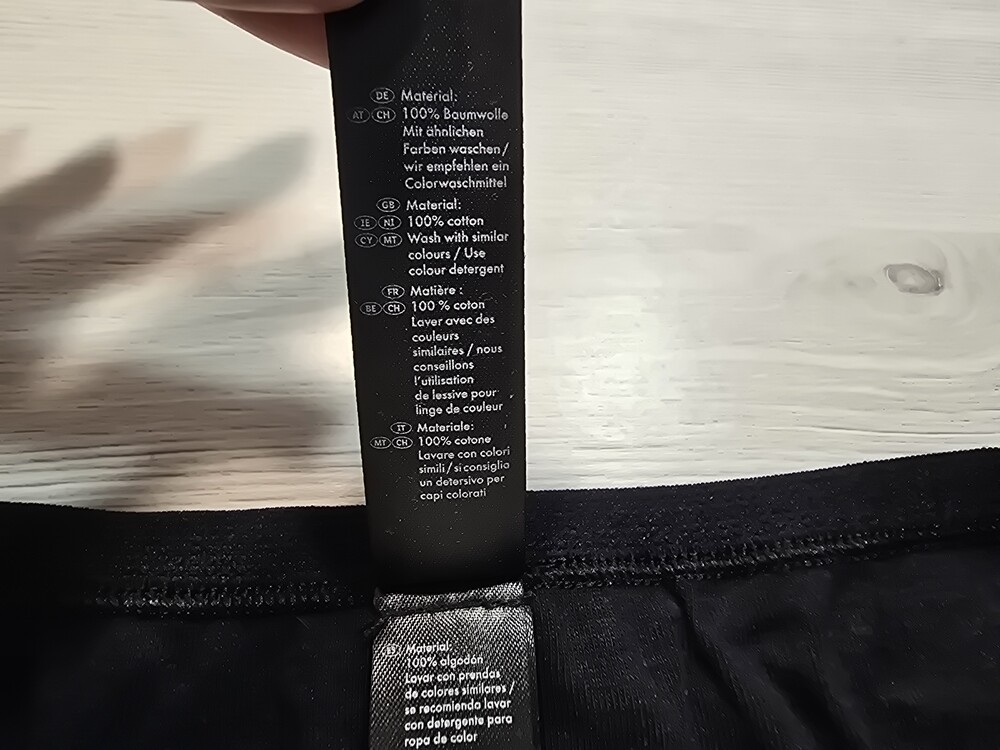 DE Material:
AT CH 100% Baumwolle
Mit ähnlichen
Farben waschen/
wir empfehlen ein
Colorwaschmittel
GB Material:
IE NI 100% cotton
CY MT Wash with similar
colours / Use
colour detergent
FR Matière :
BE CH 100 % coton
Laver avec des
couleurs
similaires / nous
conseillons
l'utilisation
de lessive pour
linge de couleur
IT Materiale:
MT CH 100% cotone
Lavare con colori
simili / si consiglia
un detersivo per
capi colorati
ES Material:
100% algodón
Lavar con prendas
de colores similares /
se recomienda lavar
con detergente para
ropa de color